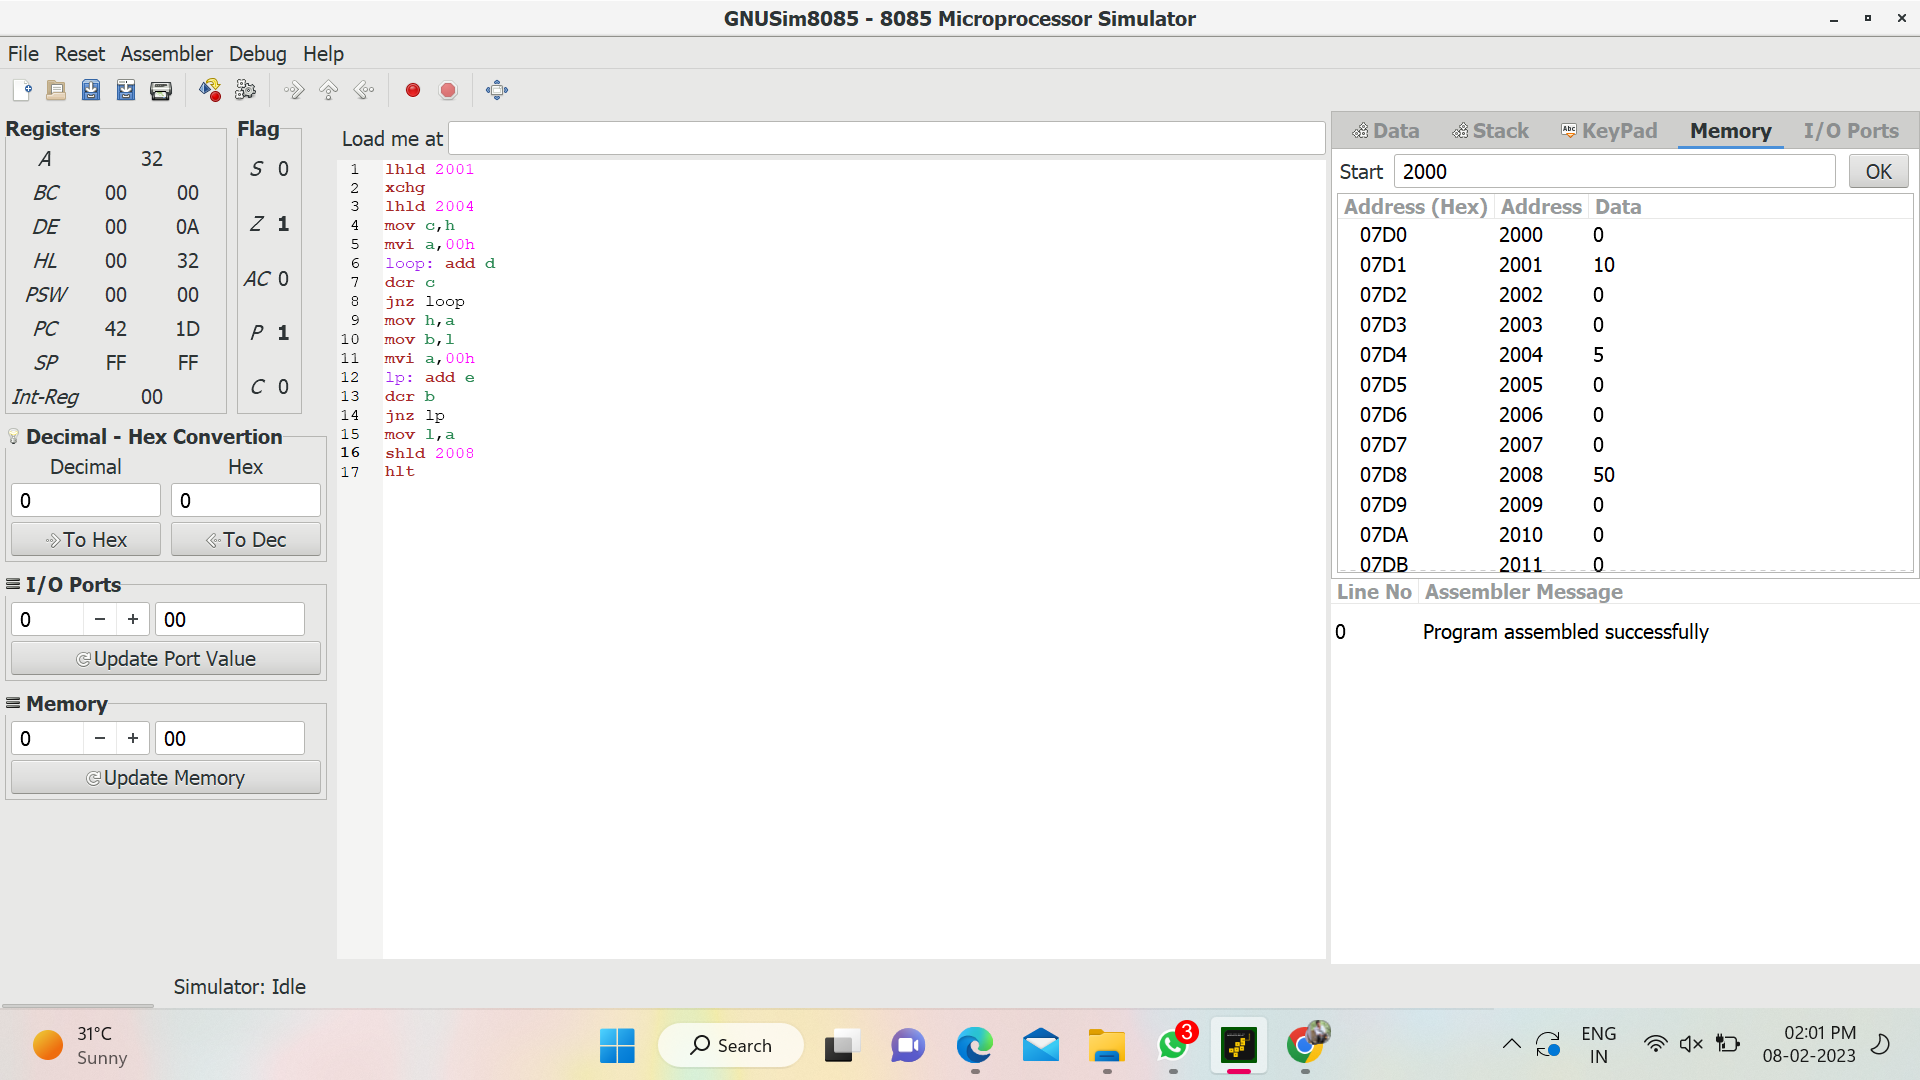 GNUSim8085 - 8085 Microprocessor Simulator
File Reset Assembler Debug Help
Registers
A 32
BC 00 00
DE 00 0A
HL 00 32
PSW 00 00
PC 42 1D
SP FF FF
Int-Reg 00
Flag
S 0
Z 1
AC 0
P 1
C 0
Decimal - Hex Convertion
Decimal Hex
0 0
To Hex To Dec
I/O Ports
0 − + 00
Update Port Value
Memory
0 − + 00
Update Memory
Simulator: Idle
Load me at
1 lhld 2001
2 xchg
3 lhld 2004
4 mov c,h
5 mvi a,00h
6 loop: add d
7 dcr c
8 jnz loop
9 mov h,a
10 mov b,l
11 mvi a,00h
12 lp: add e
13 dcr b
14 jnz lp
15 mov l,a
16 shld 2008
17 hlt
Data Stack Abc KeyPad Memory I/O Ports
Start 2000 OK
Address (Hex) Address Data
07D0 2000 0
07D1 2001 10
07D2 2002 0
07D3 2003 0
07D4 2004 5
07D5 2005 0
07D6 2006 0
07D7 2007 0
07D8 2008 50
07D9 2009 0
07DA 2010 0
07DB 2011 0
Line No Assembler Message
0 Program assembled successfully
31°C
Sunny
Search
3
ENG
IN
02:01 PM
08-02-2023